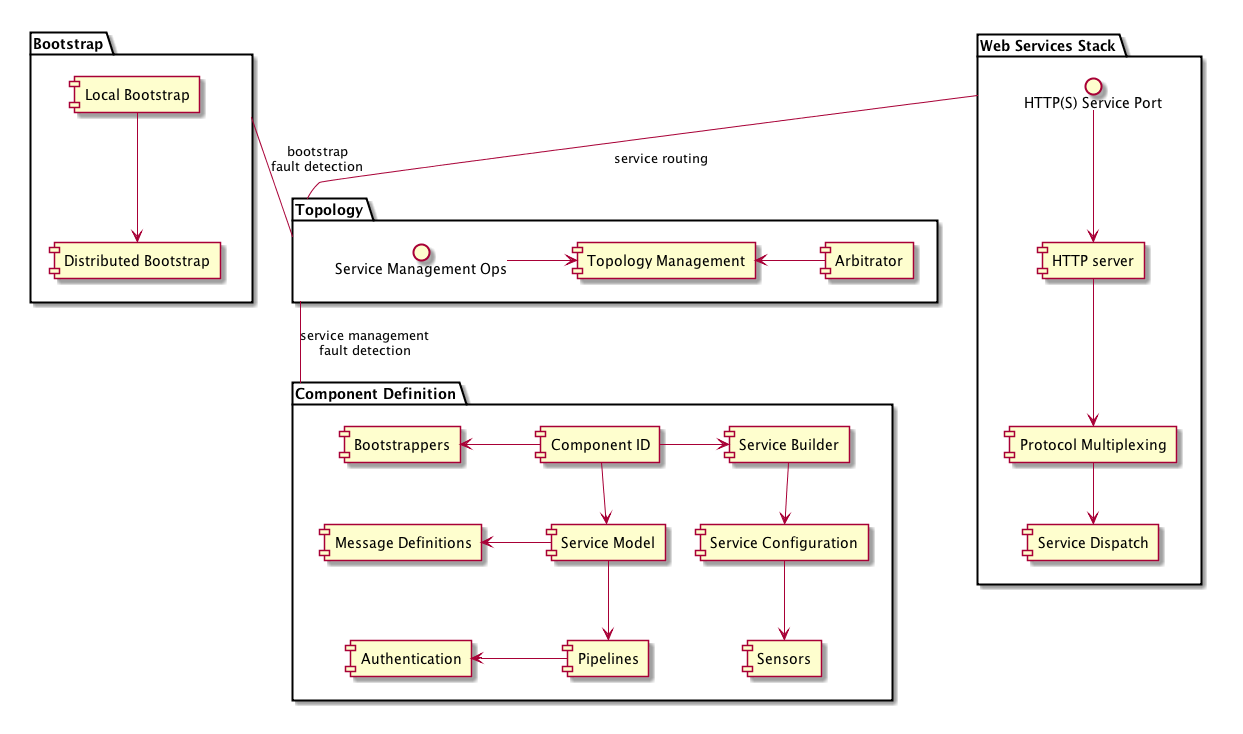 Bootstrap
Local Bootstrap
Distributed Bootstrap
bootstrap
fault detection
service routing
Web Services Stack
HTTP(S) Service Port
HTTP server
Protocol Multiplexing
Service Dispatch
Topology
Service Management Ops
Topology Management
Arbitrator
service management
fault detection
Component Definition
Bootstrappers
Component ID
Service Builder
Message Definitions
Service Model
Service Configuration
Authentication
Pipelines
Sensors